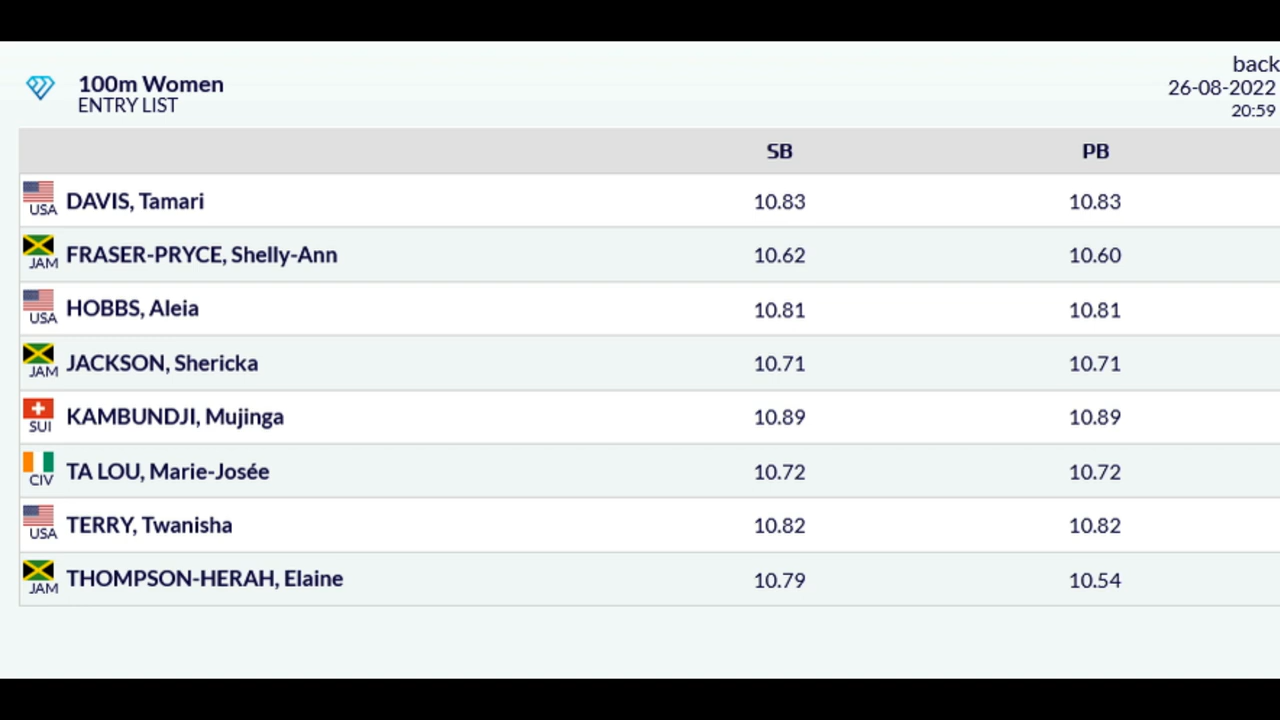 back
100m Women
26-08-2022
ENTRY LIST
20:59
SB PB
USA DAVIS, Tamari 10.83 10.83
JAM FRASER-PRYCE, Shelly-Ann 10.62 10.60
USA HOBBS, Aleia 10.81 10.81
JAM JACKSON, Shericka 10.71 10.71
SUI KAMBUNDJI, Mujinga 10.89 10.89
CIV TA LOU, Marie-Josée 10.72 10.72
USA TERRY, Twanisha 10.82 10.82
JAM THOMPSON-HERAH, Elaine 10.79 10.54